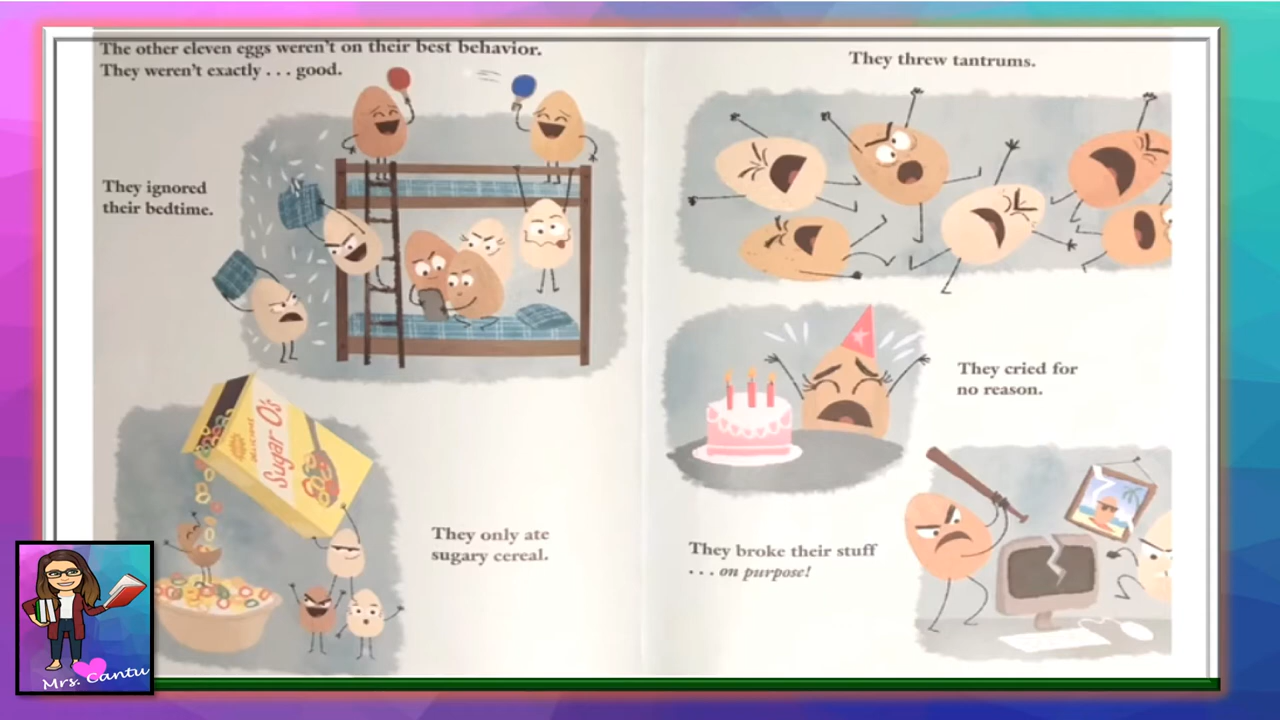 The other eleven eggs weren't on their best behavior.
They weren't exactly . . . good.
They ignored
their bedtime.
DELICIOUS
Sugar O's
They only ate
sugary cereal.
They threw tantrums.
They cried for
no reason.
They broke their stuff
. . . on purpose!
Mrs. Cantu